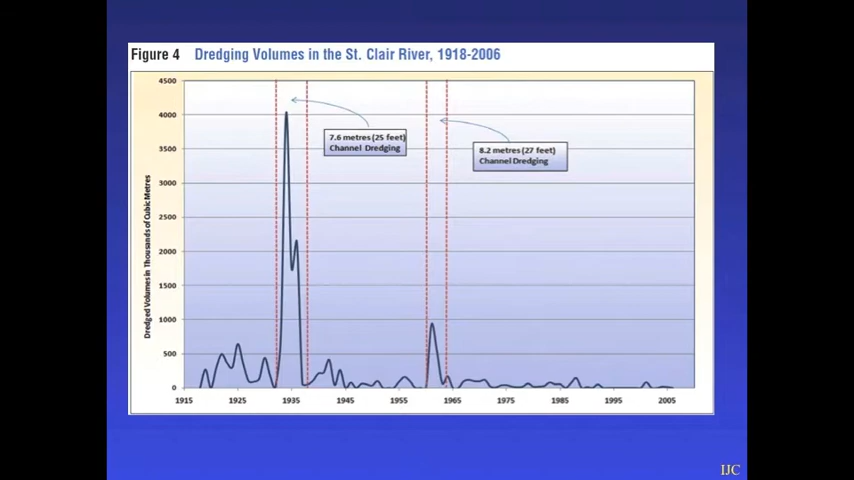 Figure 4 Dredging Volumes in the St. Clair River, 1918-2006
4500
4000
3500
3000
2500
2000
1500
1000
500
0
Dredged Volumes in Thousands of Cubic Metres
7.6 metres (25 feet)
Channel Dredging
8.2 metres (27 feet)
Channel Dredging
1915 1925 1935 1945 1955 1965 1975 1985 1995 2005
IJC